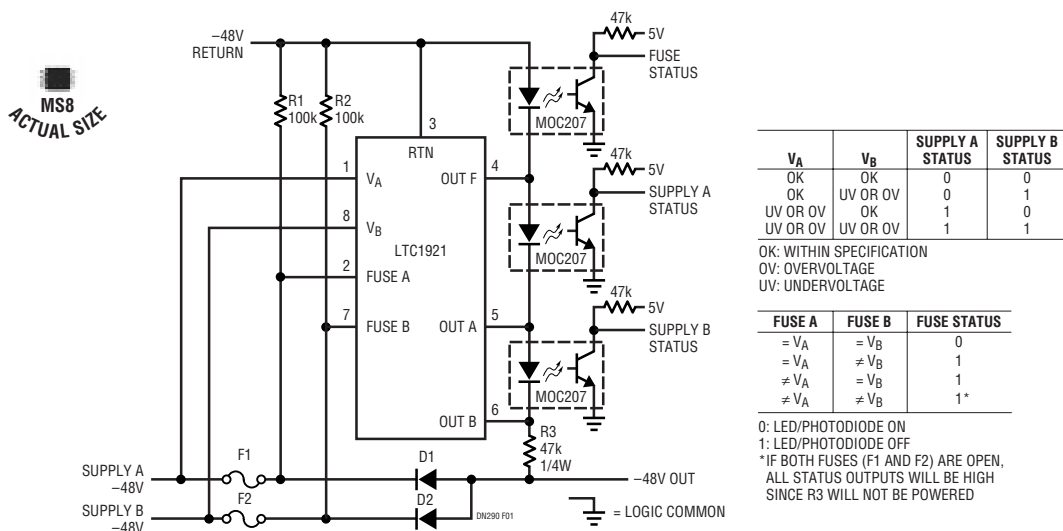 MS8
ACTUAL SIZE
–48V
RETURN
R1
100k
R2
100k
3
RTN
1
VA
8
VB
LTC1921
2
FUSE A
7
FUSE B
OUT F
4
OUT A
5
OUT B
6
47k
5V
FUSE
STATUS
MOC207
47k
5V
SUPPLY A
STATUS
MOC207
47k
5V
SUPPLY B
STATUS
MOC207
R3
47k
1/4W
SUPPLY A
–48V
F1
D1
–48V OUT
SUPPLY B
–48V
F2
D2
DN290 F01
= LOGIC COMMON
VA VB SUPPLY A STATUS SUPPLY B STATUS
OK OK 0 0
OK UV OR OV 0 1
UV OR OV OK 1 0
UV OR OV UV OR OV 1 1
OK: WITHIN SPECIFICATION
OV: OVERVOLTAGE
UV: UNDERVOLTAGE
FUSE A FUSE B FUSE STATUS
= VA = VB 0
= VA ≠ VB 1
≠ VA = VB 1
≠ VA ≠ VB 1*
0: LED/PHOTODIODE ON
1: LED/PHOTODIODE OFF
*IF BOTH FUSES (F1 AND F2) ARE OPEN,
ALL STATUS OUTPUTS WILL BE HIGH
SINCE R3 WILL NOT BE POWERED